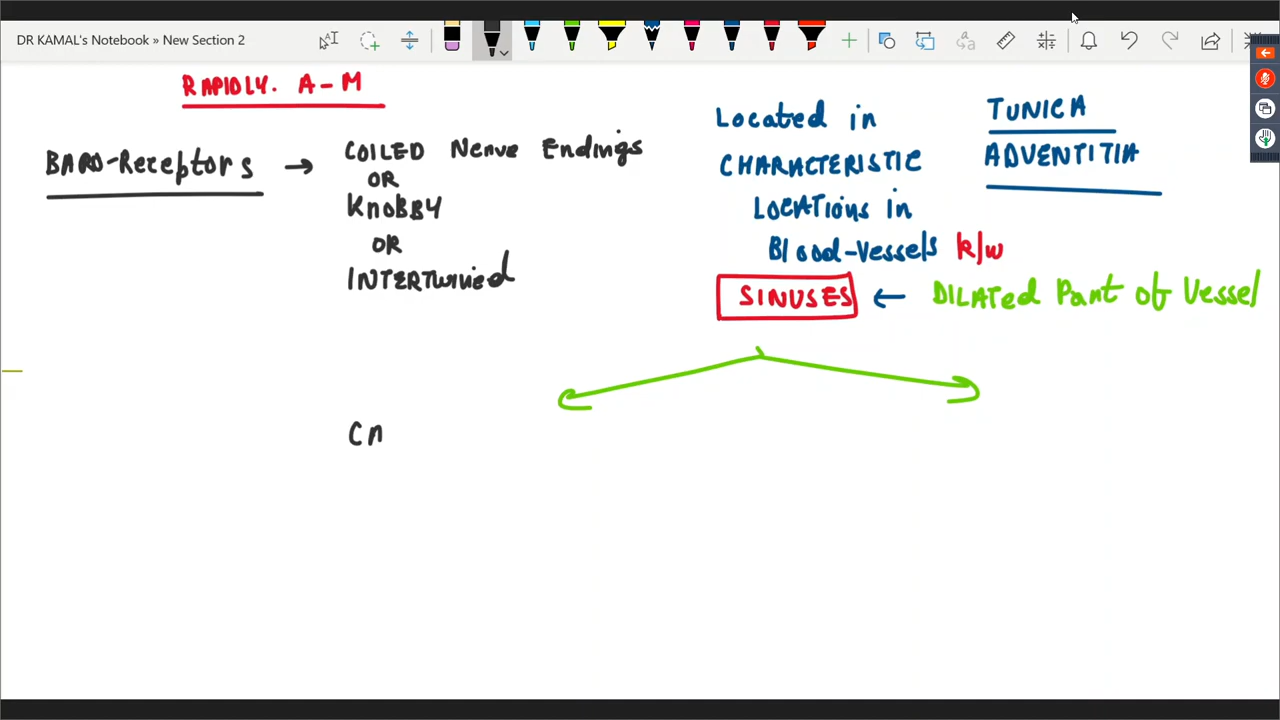 DR KAMAL's Notebook » New Section 2
RAPIDLY. A-M
BARO-Receptors → COILED Nerve Endings
OR
KnoBBY
OR
INTERTwinied
Located in
CHARACTERISTIC
LOCATIOns in
Blood-Vessels k/w
SINUSES ← DILATed Part of Vessel
TUNICA
ADVENTITIA
Cn